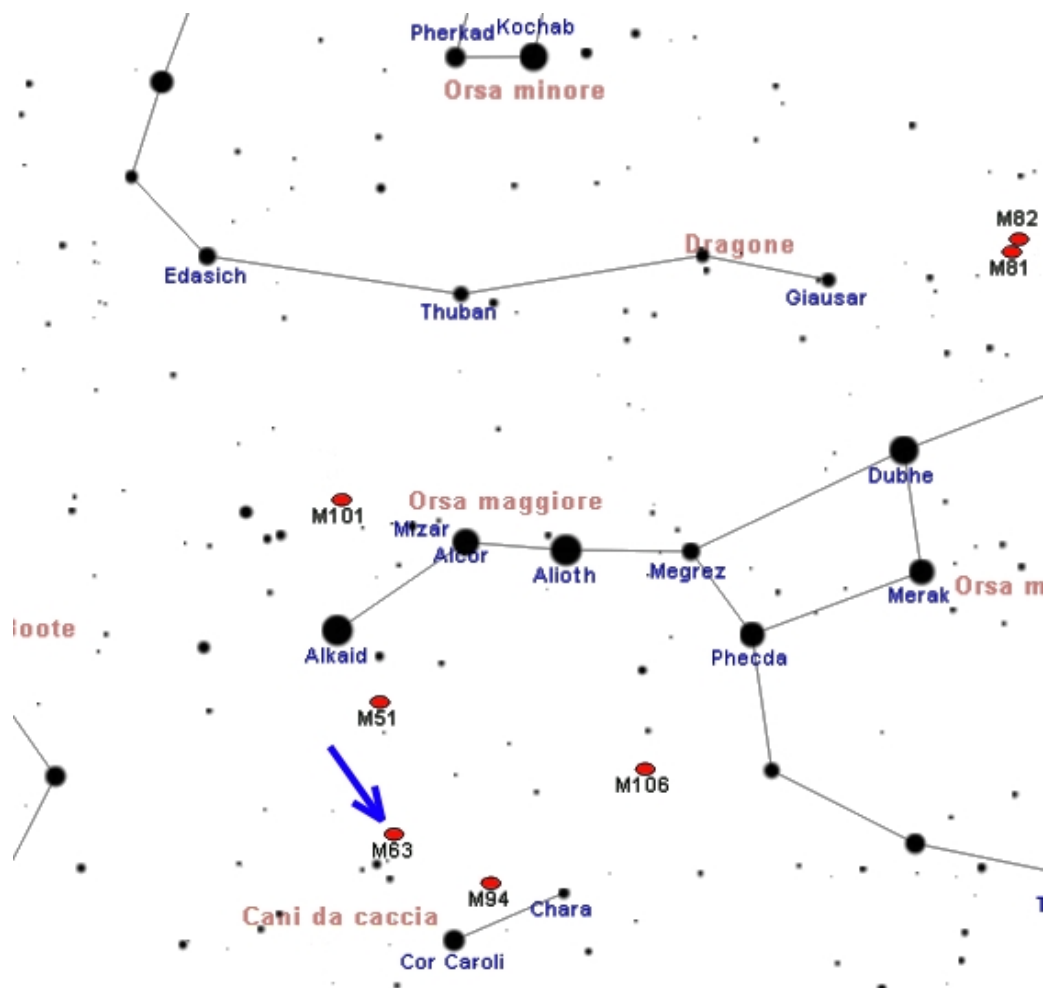 Pherkad
Kochab
Orsa minore
M82
Dragone
M81
Edasich
Giausar
Thuban
Dubhe
M101
Orsa maggiore
Mizar
Alcor
Alioth
Megrez
Merak
Orsa m
Boote
Alkaid
Phecda
M51
M106
M63
M94
Chara
Cani da caccia
T
Cor Caroli